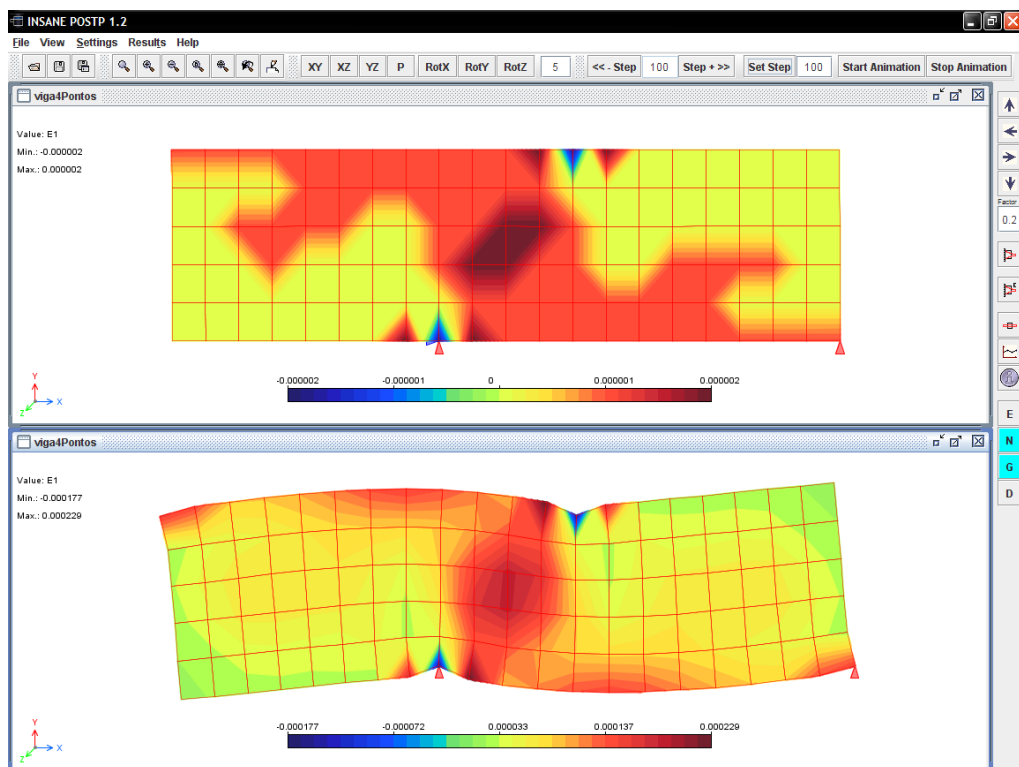 INSANE POSTP 1.2
File View Settings Results Help
XY XZ YZ P RotX RotY RotZ 5 << - Step 100 Step + >> Set Step 100 Start Animation Stop Animation
viga4Pontos
Value: E1
Min.: -0.000002
Max.: 0.000002
Factor
0.2
-0.000002 -0.000001 0 0.000001 0.000002
Y
X
Z
E
N
G
D
viga4Pontos
Value: E1
Min.: -0.000177
Max.: 0.000229
-0.000177 -0.000072 0.000033 0.000137 0.000229
Y
X
Z